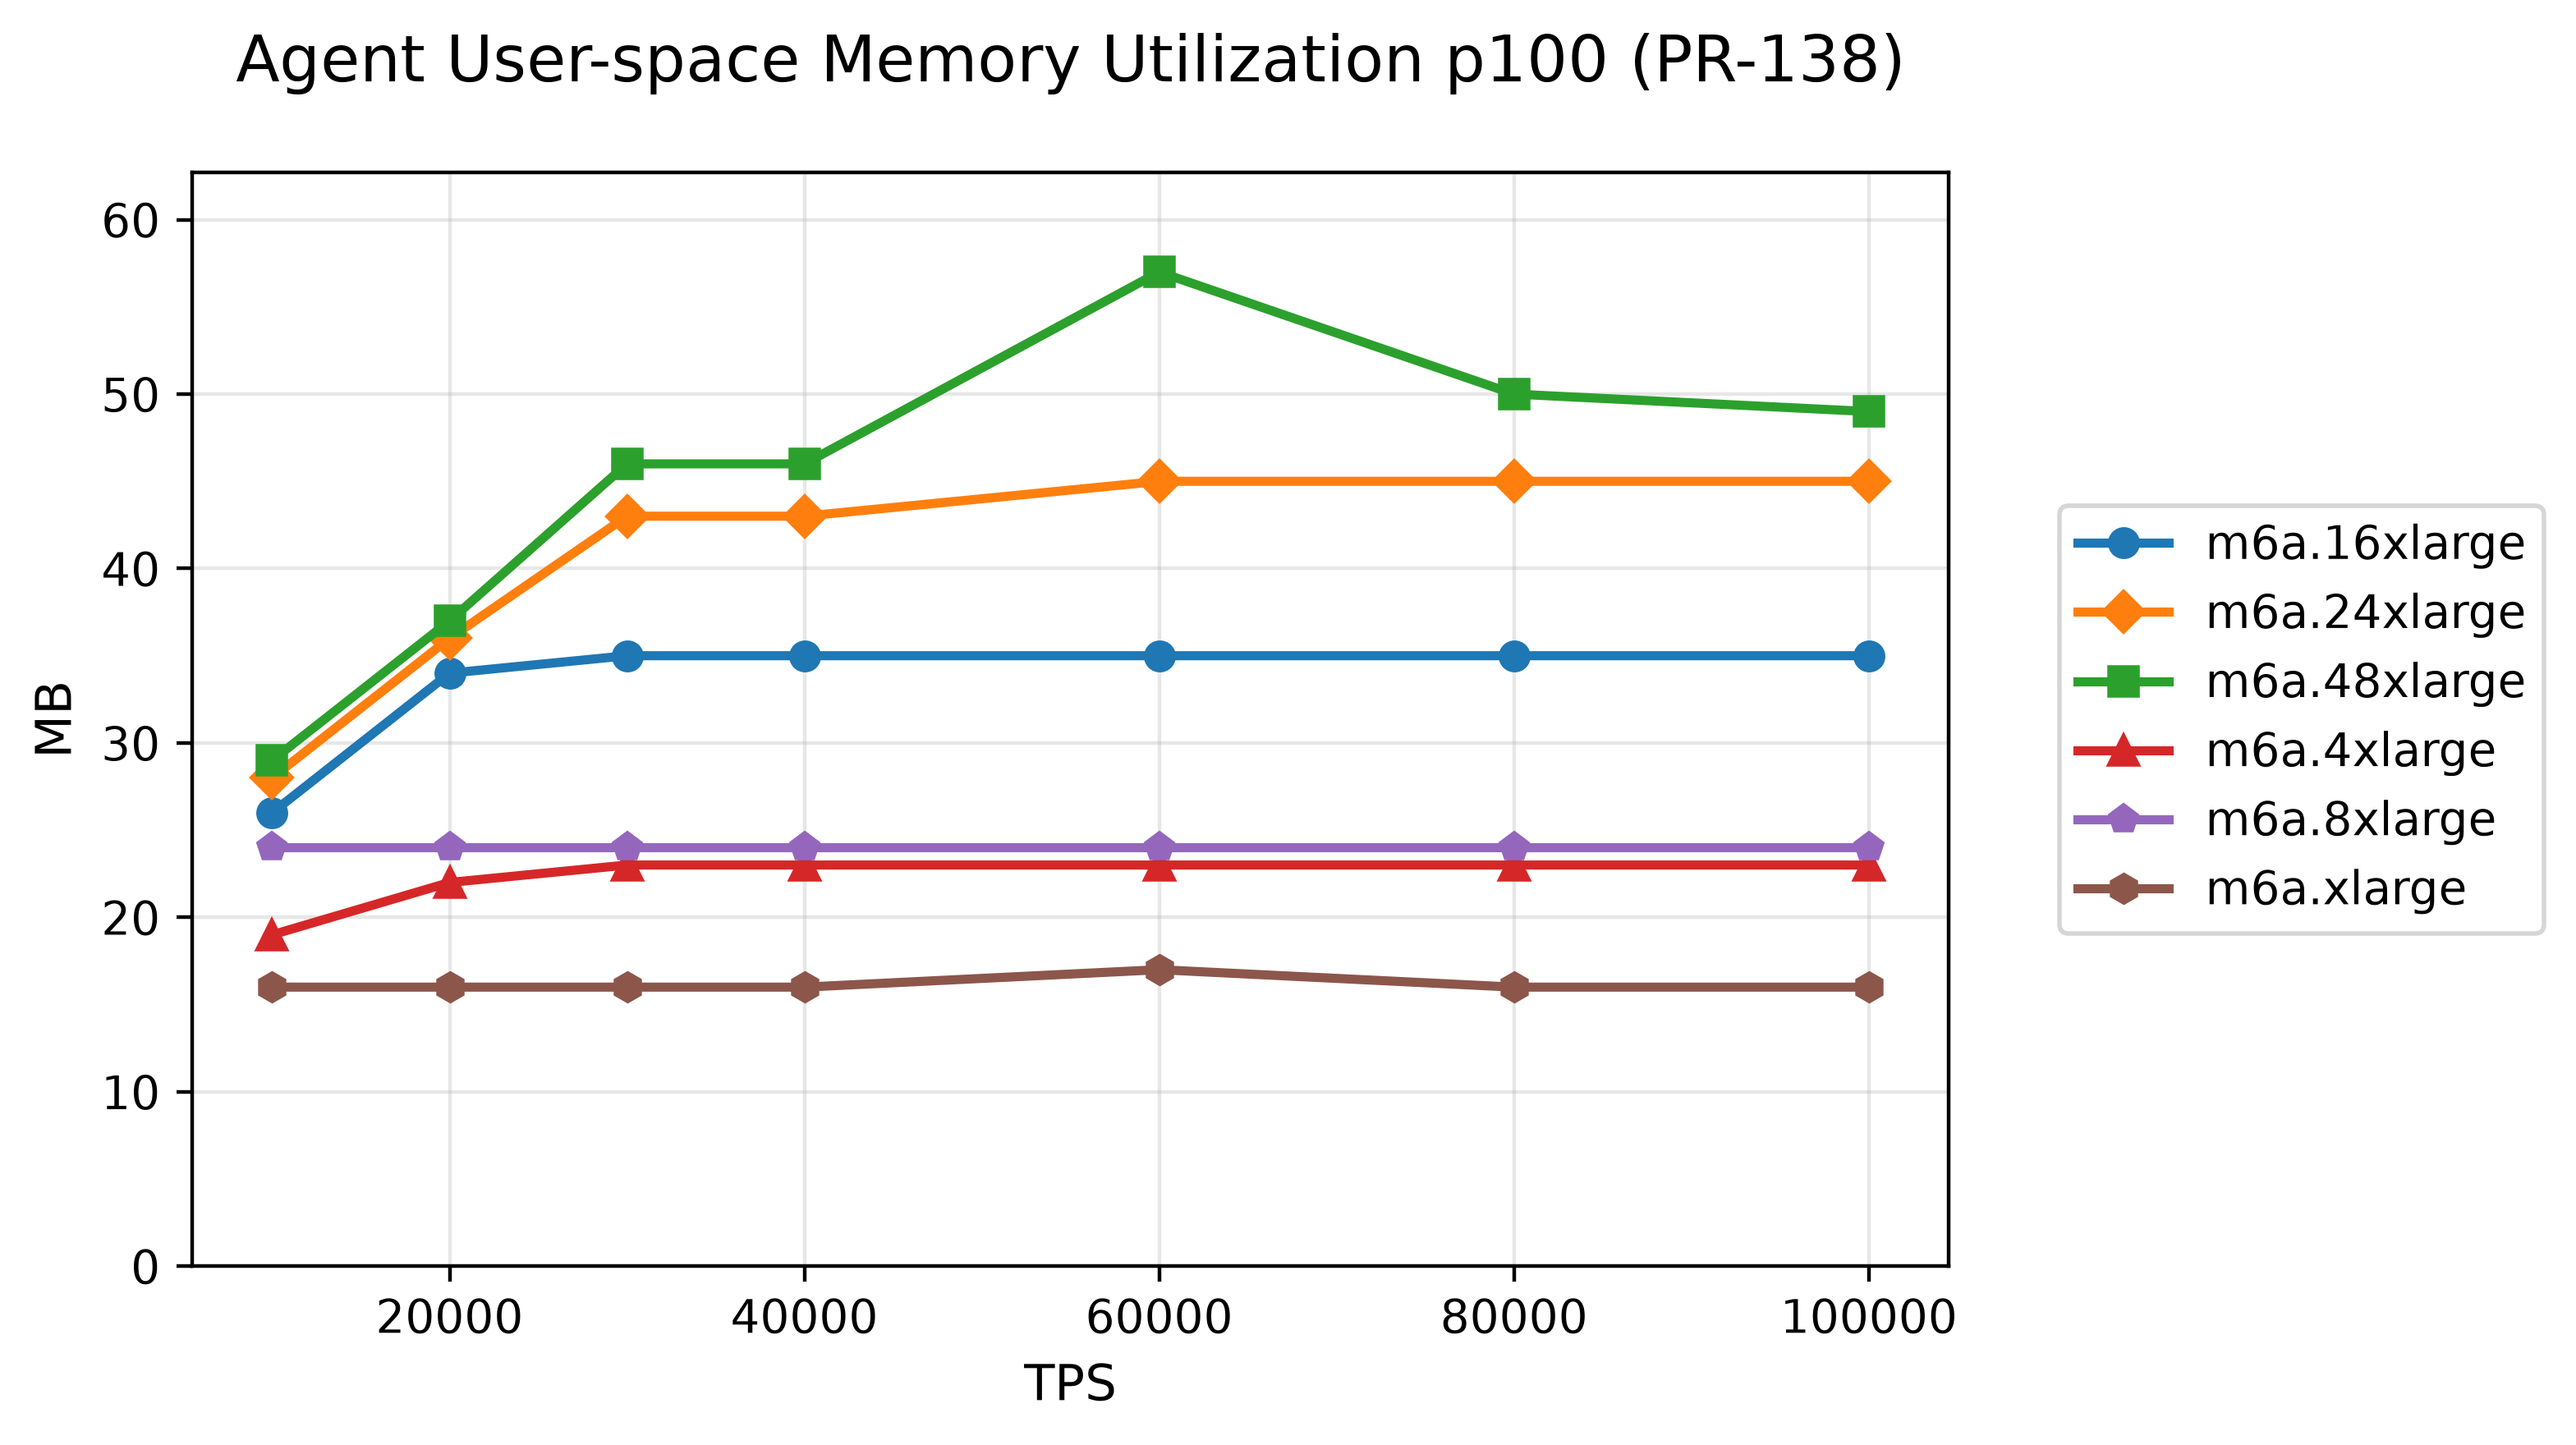 Agent User-space Memory Utilization p100 (PR-138)
60
50
40
30
20
10
0
MB
20000 40000 60000 80000 100000
TPS
m6a.16xlarge
m6a.24xlarge
m6a.48xlarge
m6a.4xlarge
m6a.8xlarge
m6a.xlarge